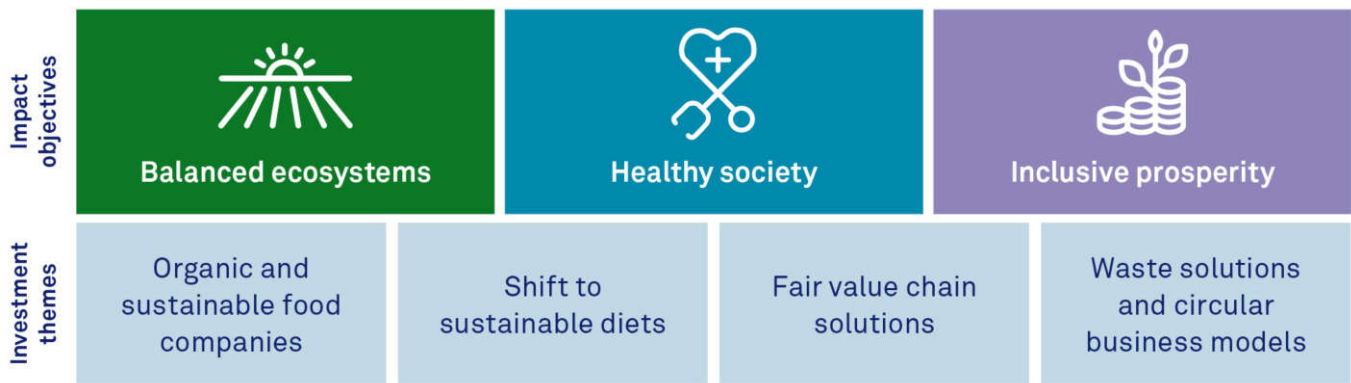 Impact
objectives
Balanced ecosystems
Healthy society
Inclusive prosperity
Investment
themes
Organic and
sustainable food
companies
Shift to
sustainable diets
Fair value chain
solutions
Waste solutions
and circular
business models